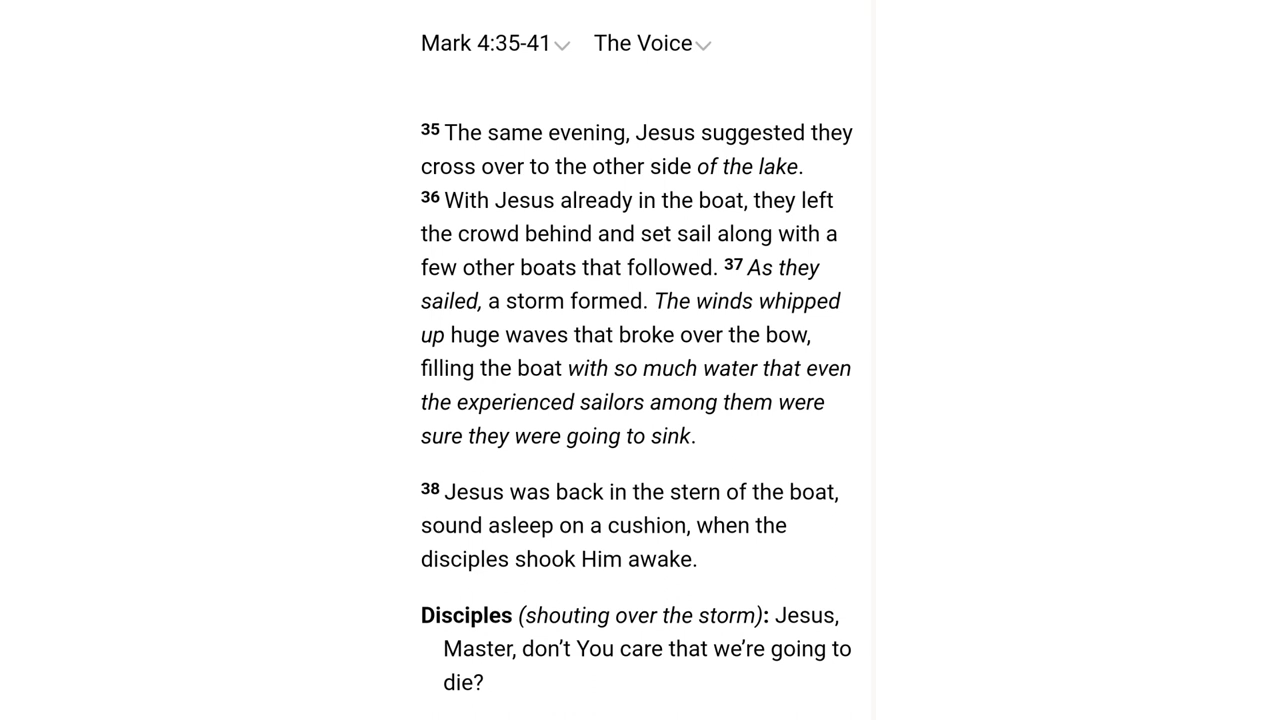 Mark 4:35-41 The Voice
35 The same evening, Jesus suggested they
cross over to the other side of the lake.
36 With Jesus already in the boat, they left
the crowd behind and set sail along with a
few other boats that followed. 37 As they
sailed, a storm formed. The winds whipped
up huge waves that broke over the bow,
filling the boat with so much water that even
the experienced sailors among them were
sure they were going to sink.
38 Jesus was back in the stern of the boat,
sound asleep on a cushion, when the
disciples shook Him awake.
Disciples (shouting over the storm): Jesus,
Master, don’t You care that we’re going to
die?